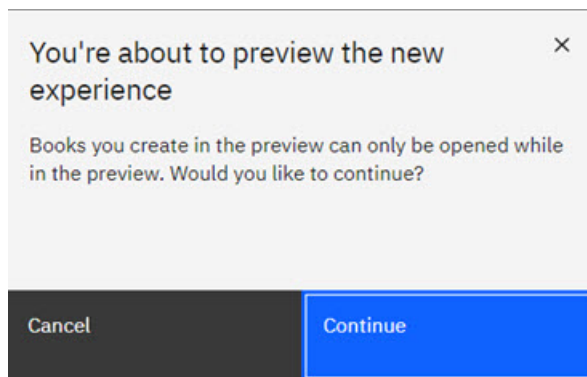 You're about to preview the new
experience
Books you create in the preview can only be opened while
in the preview. Would you like to continue?
Cancel
Continue